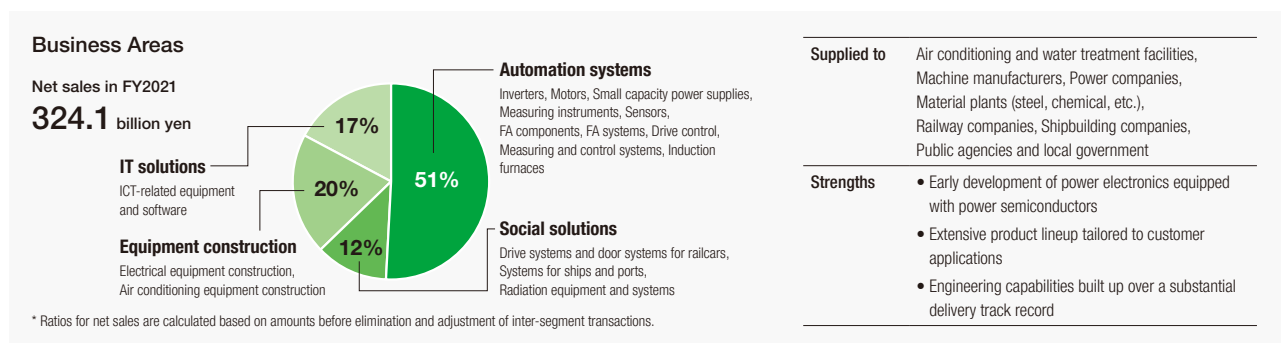 Business Areas
Net sales in FY2021
324.1 billion yen
17%
51%
20%
12%
IT solutions
ICT-related equipment
and software
Equipment construction
Electrical equipment construction,
Air conditioning equipment construction
Automation systems
Inverters, Motors, Small capacity power supplies,
Measuring instruments, Sensors,
FA components, FA systems, Drive control,
Measuring and control systems, Induction
furnaces
Social solutions
Drive systems and door systems for railcars,
Systems for ships and ports,
Radiation equipment and systems
* Ratios for net sales are calculated based on amounts before elimination and adjustment of inter-segment transactions.
Supplied to
Air conditioning and water treatment facilities,
Machine manufacturers, Power companies,
Material plants (steel, chemical, etc.),
Railway companies, Shipbuilding companies,
Public agencies and local government
Strengths
• Early development of power electronics equipped
with power semiconductors
• Extensive product lineup tailored to customer
applications
• Engineering capabilities built up over a substantial
delivery track record